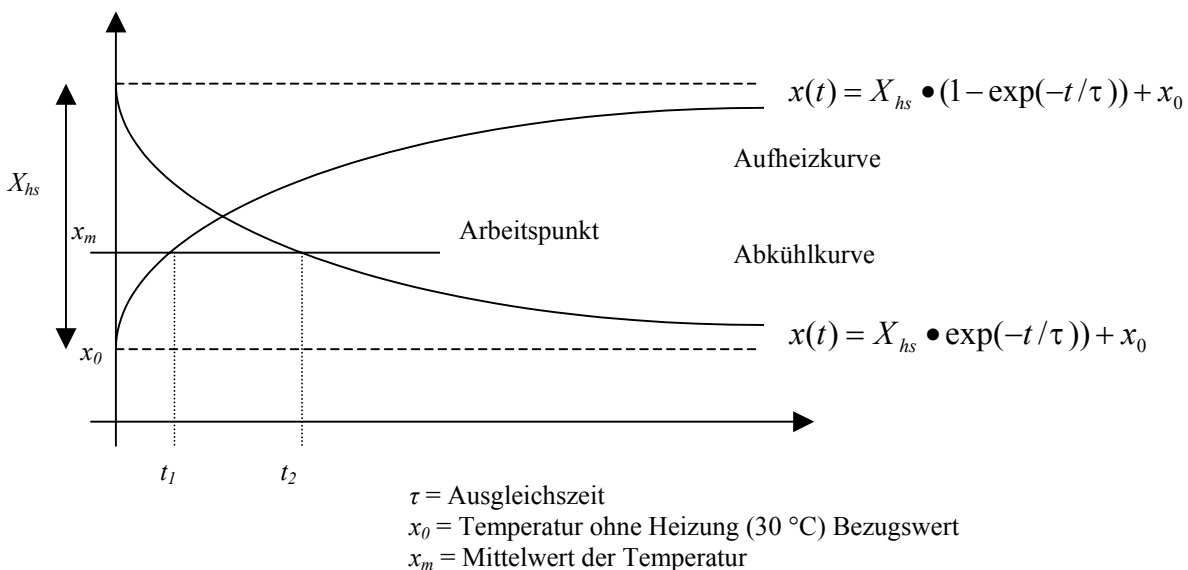 x(t) = X_hs • (1 − exp(−t/τ)) + x_0
Aufheizkurve
X_hs
x_m
Arbeitspunkt
Abkühlkurve
x(t) = X_hs • exp(−t/τ)) + x_0
x_0
t_1 t_2
τ = Ausgleichszeit
x_0 = Temperatur ohne Heizung (30 °C) Bezugswert
x_m = Mittelwert der Temperatur